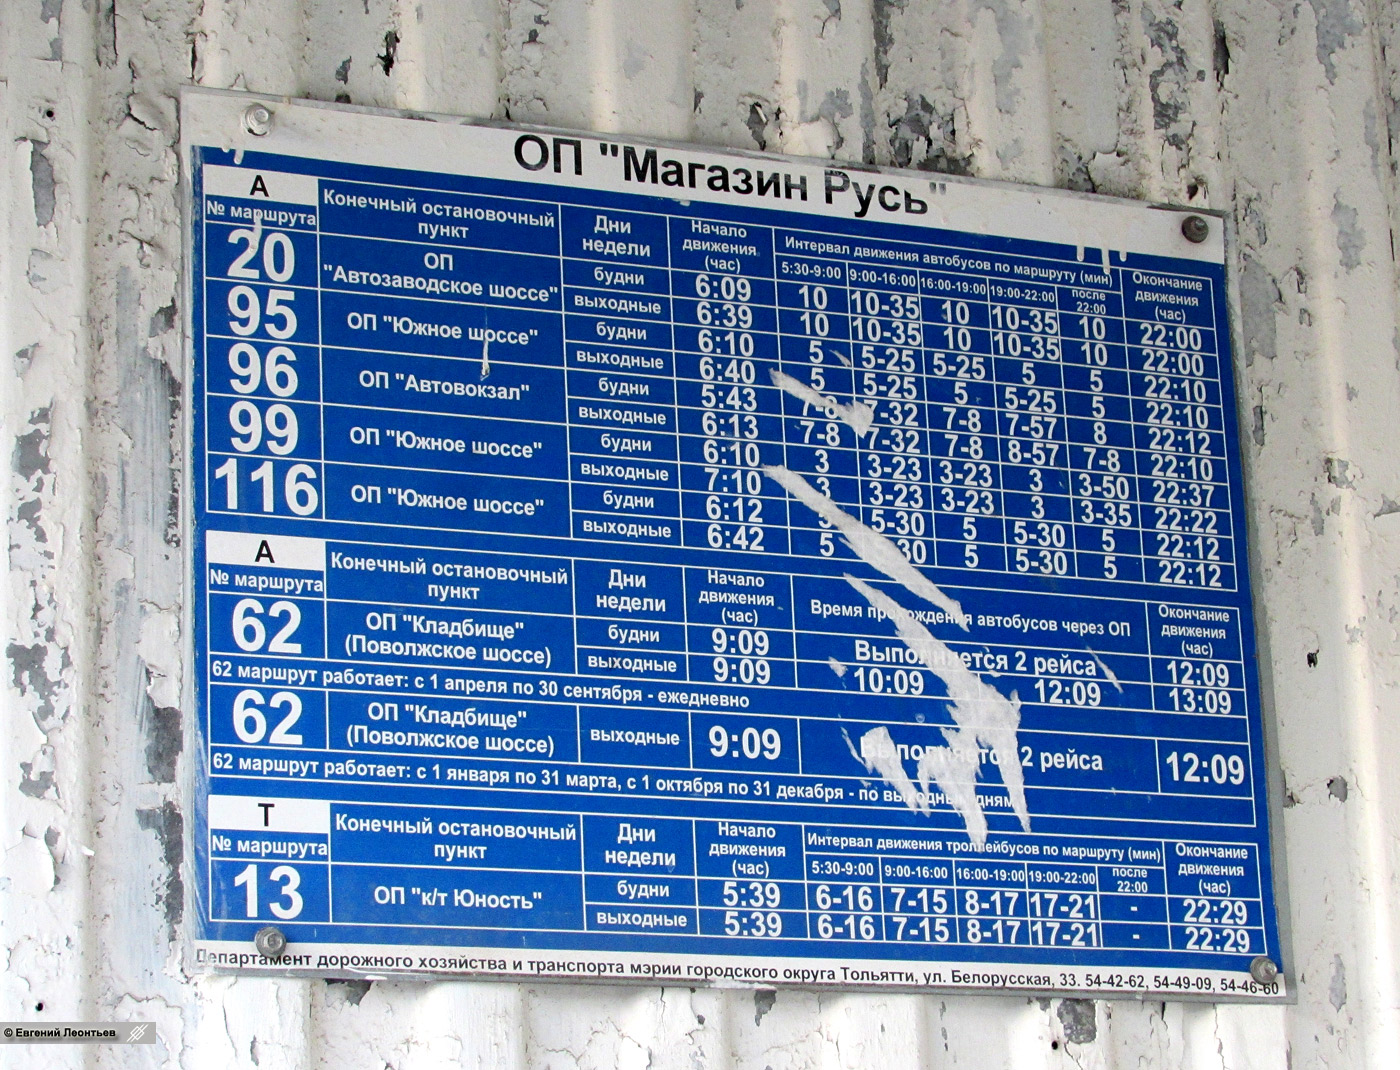 ОП "Магазин Русь"
А
№ маршрута Конечный остановочный пункт Дни недели Начало движения (час) Интервал движения автобусов по маршруту (мин) Окончание движения (час)
5:30-9:00 9:00-16:00 16:00-19:00 19:00-22:00 после 22:00
20 ОП "Автозаводское шоссе" будни 6:09 10 10-35 10 10-35 10 22:00
выходные 6:39 10 10-35 10 10-35 10 22:00
95 ОП "Южное шоссе" будни 6:10 5 5-25 5-25 5 5 22:10
выходные 6:40 5 5-25 5 5-25 5 22:10
96 ОП "Автовокзал" будни 5:43 7-8 7-32 7-8 7-57 8 22:12
выходные 6:13 7-8 7-32 7-8 8-57 7-8 22:10
99 ОП "Южное шоссе" будни 6:10 3 3-23 3-23 3 3-50 22:37
выходные 7:10 3 3-23 3-23 3 3-35 22:22
116 ОП "Южное шоссе" будни 6:12 5-30 5 5-30 5 22:12
выходные 6:42 5 5-30 5 5-30 5 22:12
А
№ маршрута Конечный остановочный пункт Дни недели Начало движения (час) Время прохождения автобусов через ОП Окончание движения (час)
62 ОП "Кладбище" (Поволжское шоссе) будни 9:09 Выполняется 2 рейса 12:09
выходные 9:09 10:09 12:09 13:09
62 маршрут работает: с 1 апреля по 30 сентября - ежедневно
62 ОП "Кладбище" (Поволжское шоссе) выходные 9:09 Выполняется 2 рейса 12:09
62 маршрут работает: с 1 января по 31 марта, с 1 октября по 31 декабря - по выходным дням
Т
№ маршрута Конечный остановочный пункт Дни недели Начало движения (час) Интервал движения троллейбусов по маршруту (мин) Окончание движения (час)
5:30-9:00 9:00-16:00 16:00-19:00 19:00-22:00 после 22:00
13 ОП "к/т Юность" будни 5:39 6-16 7-15 8-17 17-21 - 22:29
выходные 5:39 6-16 7-15 8-17 17-21 - 22:29
Департамент дорожного хозяйства и транспорта мэрии городского округа Тольятти, ул. Белорусская, 33. 54-42-62, 54-49-09, 54-46-60
© Евгений Леонтьев